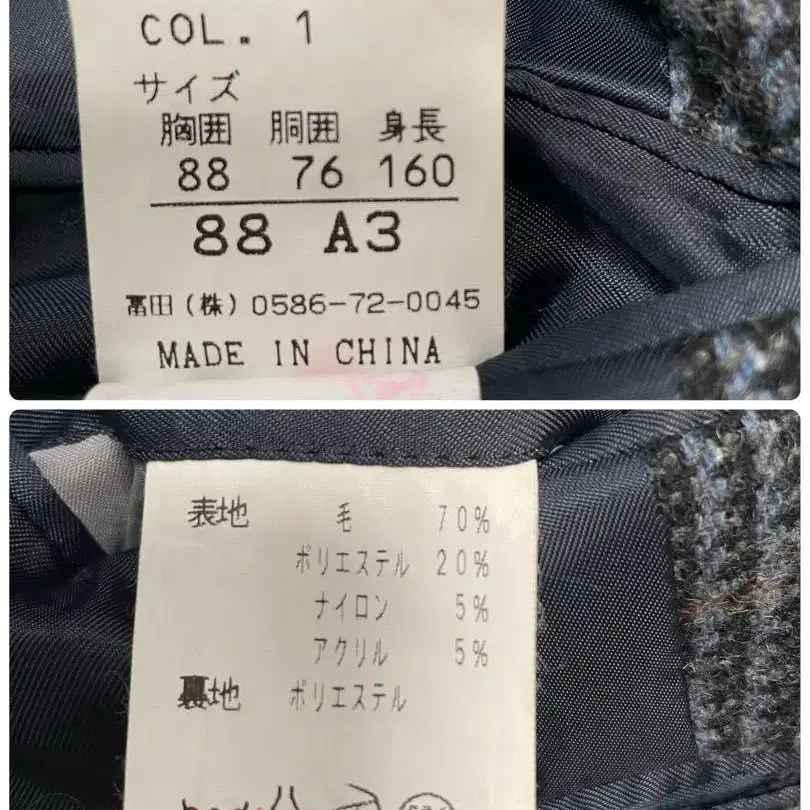 COL. 1
サイズ
胸囲 胴囲 身長
88 76 160
88 A3
冨田(株)0586-72-0045
MADE IN CHINA
表地 毛 70%
ポリエステル 20%
ナイロン 5%
アクリル 5%
裏地 ポリエステル